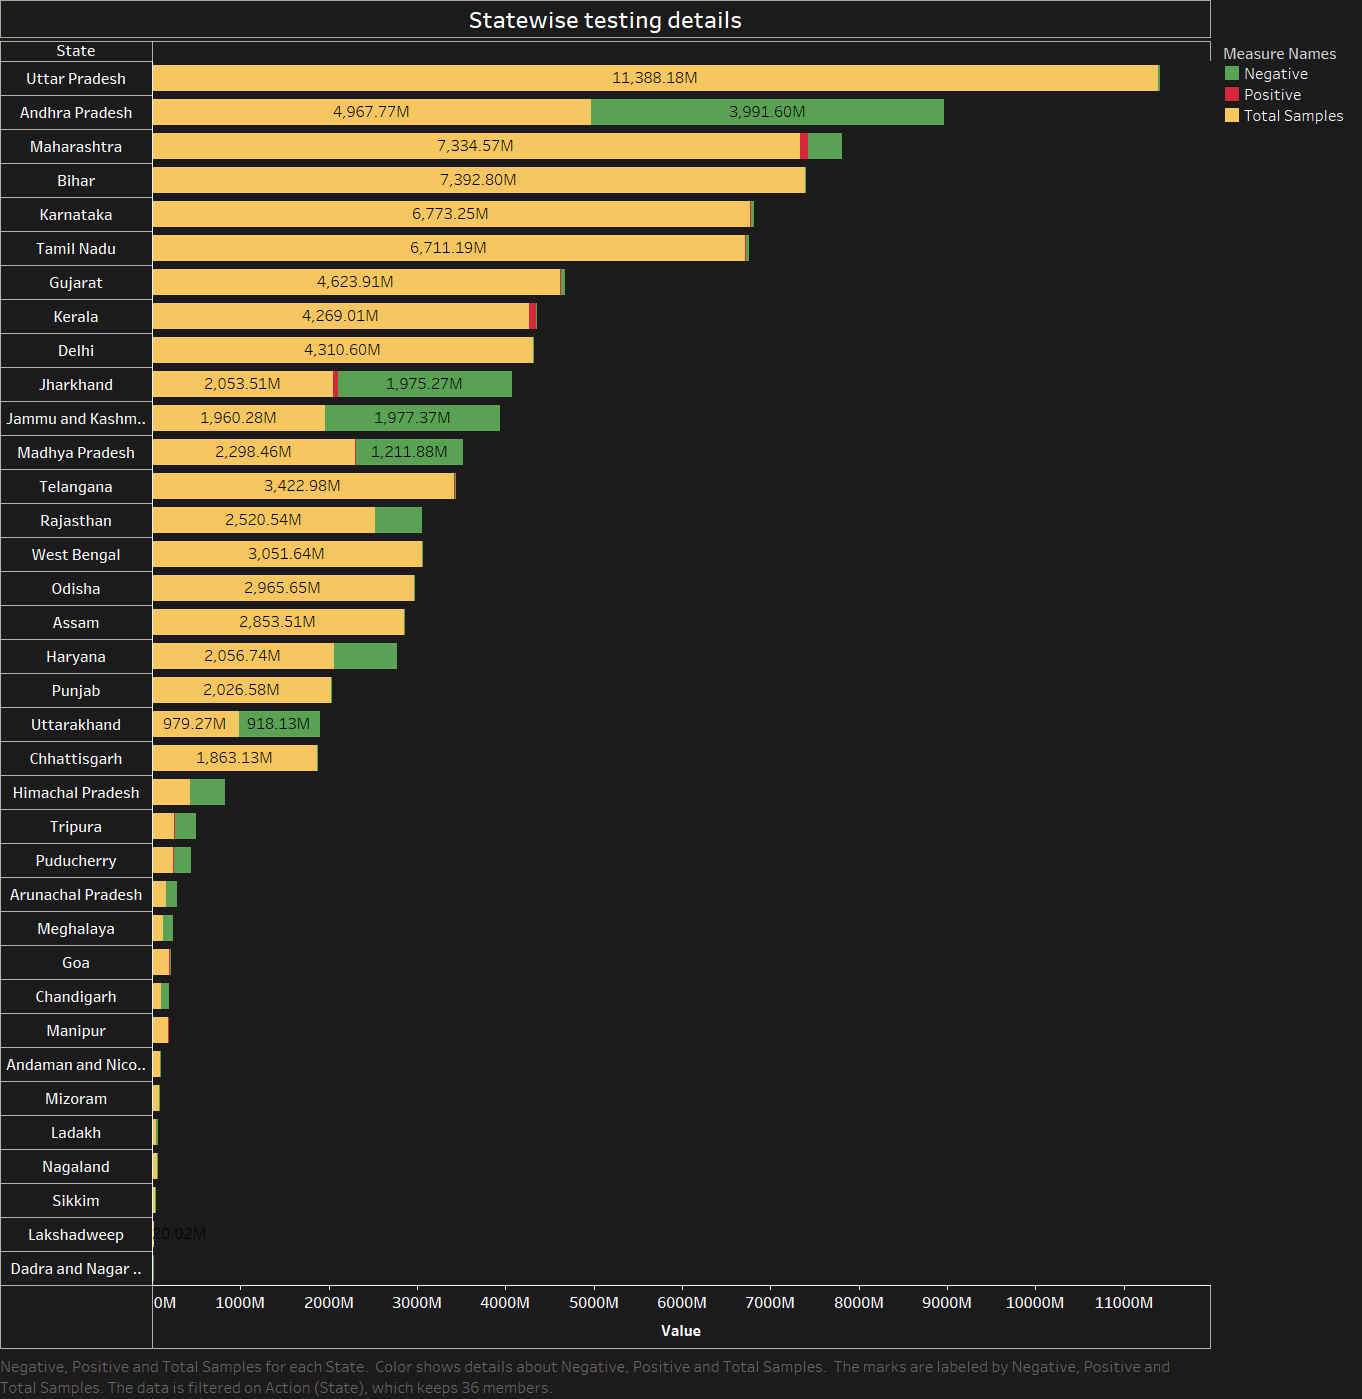 Statewise testing details
State
Measure Names
Negative
Positive
Total Samples
Uttar Pradesh 11,388.18M
Andhra Pradesh 4,967.77M 3,991.60M
Maharashtra 7,334.57M
Bihar 7,392.80M
Karnataka 6,773.25M
Tamil Nadu 6,711.19M
Gujarat 4,623.91M
Kerala 4,269.01M
Delhi 4,310.60M
Jharkhand 2,053.51M 1,975.27M
Jammu and Kashm.. 1,960.28M 1,977.37M
Madhya Pradesh 2,298.46M 1,211.88M
Telangana 3,422.98M
Rajasthan 2,520.54M
West Bengal 3,051.64M
Odisha 2,965.65M
Assam 2,853.51M
Haryana 2,056.74M
Punjab 2,026.58M
Uttarakhand 979.27M 918.13M
Chhattisgarh 1,863.13M
Himachal Pradesh
Tripura
Puducherry
Arunachal Pradesh
Meghalaya
Goa
Chandigarh
Manipur
Andaman and Nico..
Mizoram
Ladakh
Nagaland
Sikkim
Lakshadweep 20.02M
Dadra and Nagar ..
0M 1000M 2000M 3000M 4000M 5000M 6000M 7000M 8000M 9000M 10000M 11000M
Value
Negative, Positive and Total Samples for each State.  Color shows details about Negative, Positive and Total Samples.  The marks are labeled by Negative, Positive and
Total Samples. The data is filtered on Action (State), which keeps 36 members.